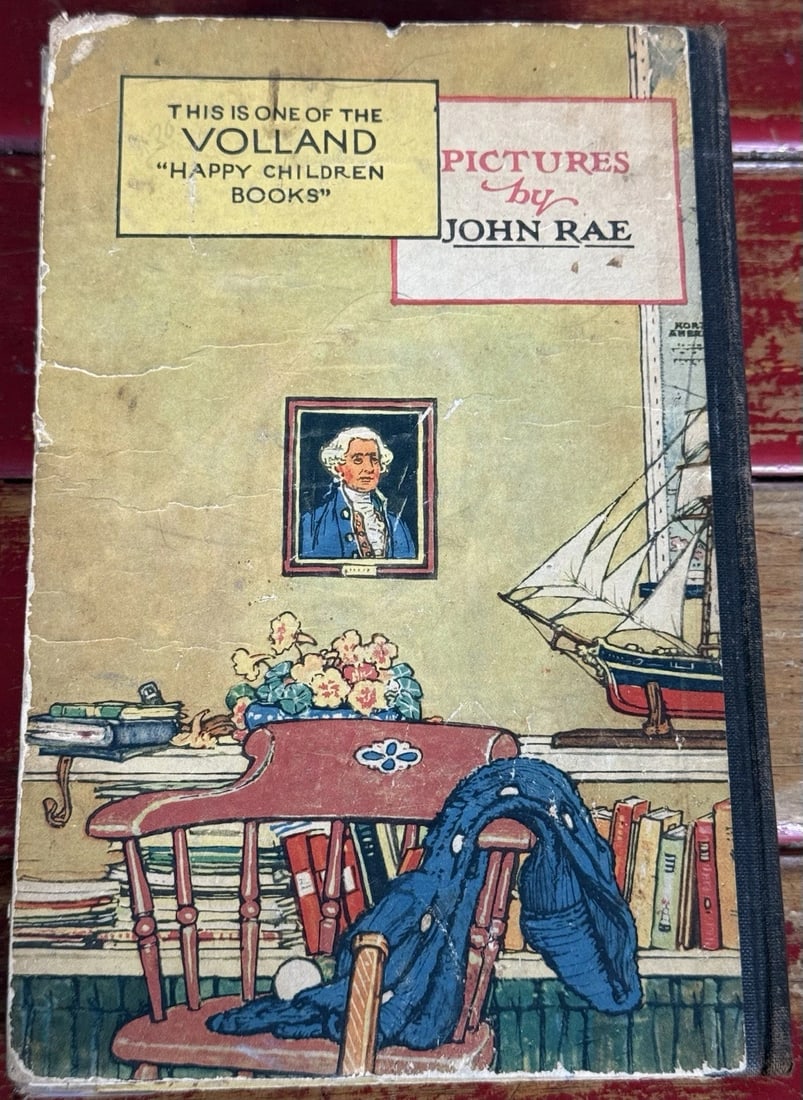 THIS IS ONE OF THE
VOLLAND
"HAPPY CHILDREN
BOOKS"
PICTURES
by
JOHN RAE